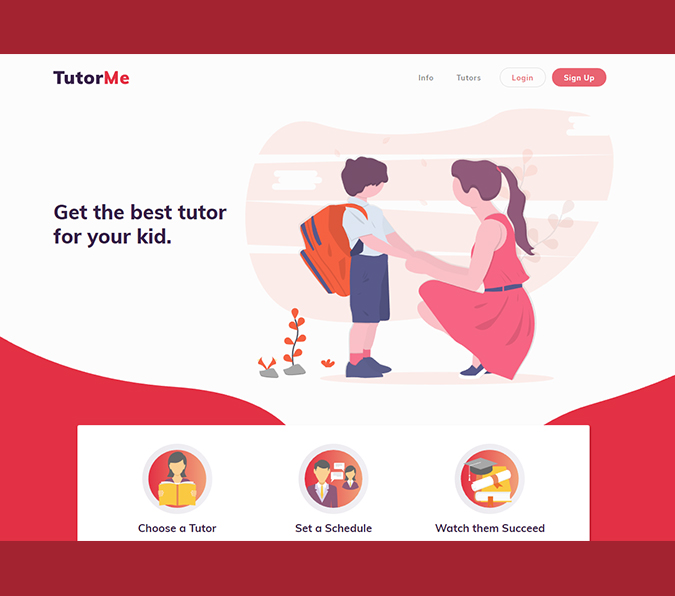 TutorMe
Info
Tutors
Login
Sign Up
Get the best tutor
for your kid.
Choose a Tutor
Set a Schedule
Watch them Succeed